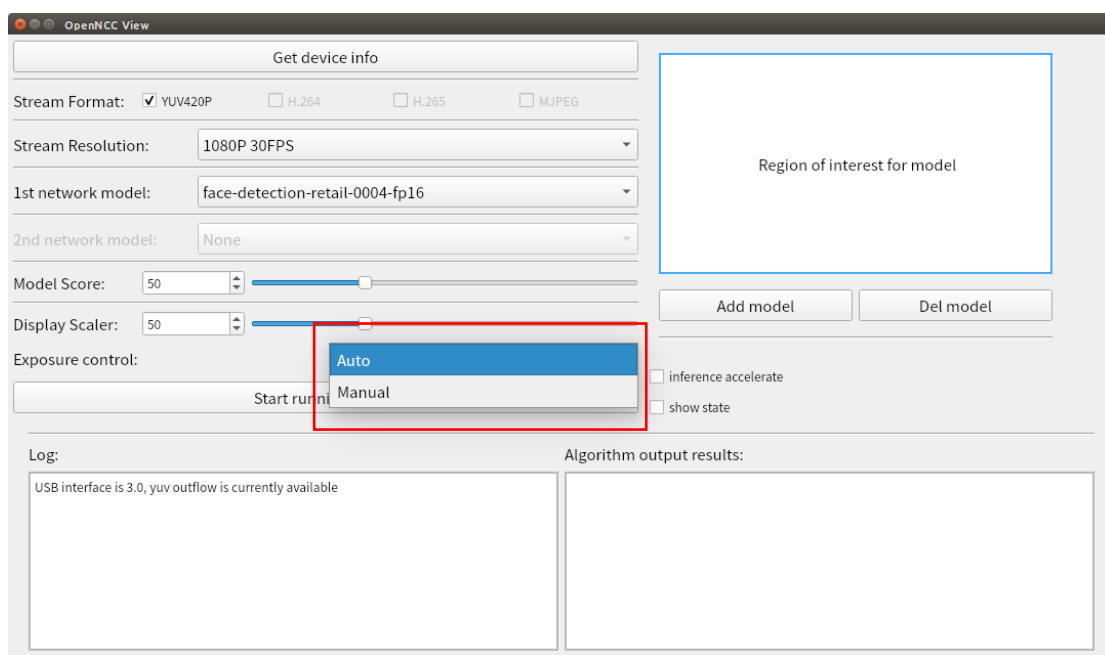 OpenNCC View
Get device info
Stream Format: YUV420P H.264 H.265 MJPEG
Stream Resolution: 1080P 30FPS
1st network model: face-detection-retail-0004-fp16
2nd network model: None
Model Score: 50
Display Scaler: 50
Exposure control:
Auto
Manual
Start runni
Region of interest for model
Add model Del model
inference accelerate
show state
Log:
USB interface is 3.0, yuv outflow is currently available
Algorithm output results: